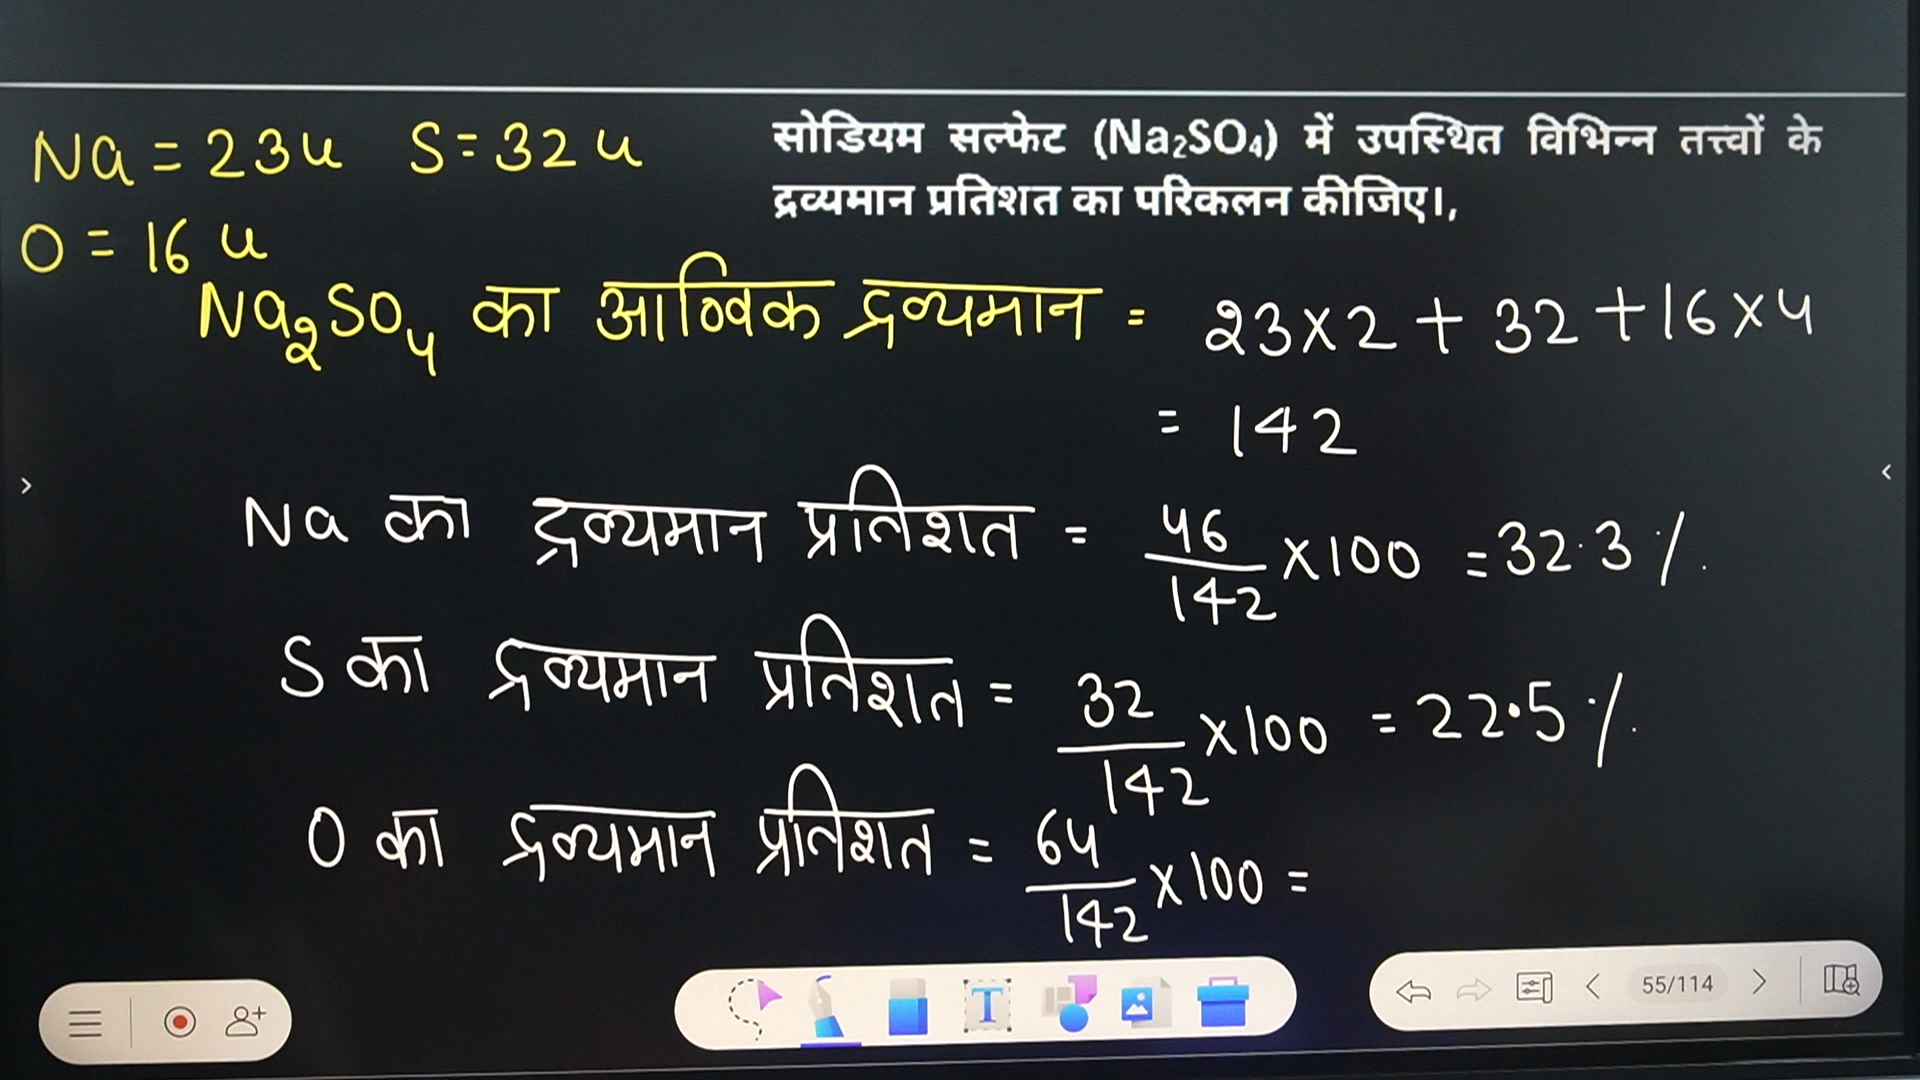 Na = 23u S = 32u
O = 16 u
सोडियम सल्फेट (Na₂SO₄) में उपस्थित विभिन्न तत्त्वों के
द्रव्यमान प्रतिशत का परिकलन कीजिए।,
Na₂SO₄ का आण्विक द्रव्यमान = 23×2 + 32 + 16×4
= 142
Na का द्रव्यमान प्रतिशत = 46/142 ×100 = 32.3 %
S का द्रव्यमान प्रतिशत = 32/142 ×100 = 22.5 %
O का द्रव्यमान प्रतिशत = 64/142 ×100 =
T
55/114